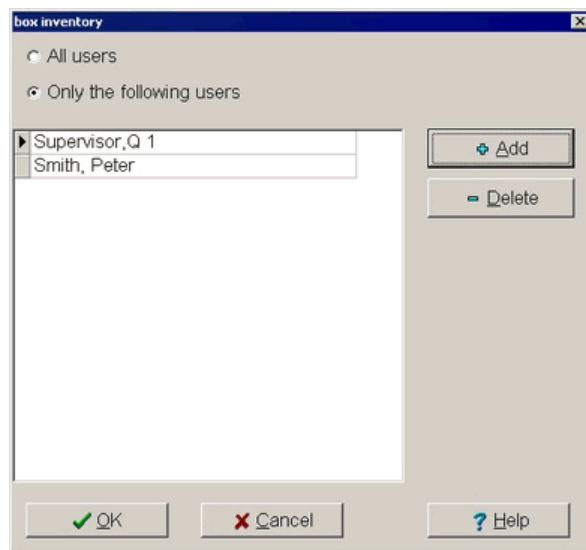 box inventory
All users
Only the following users
Supervisor,Q 1
Smith, Peter
Add
Delete
OK
Cancel
Help